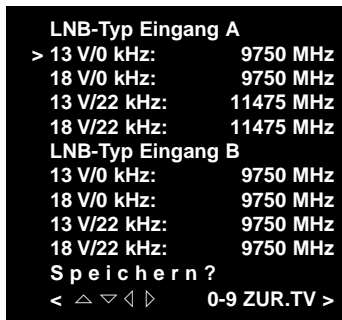 LNB-Typ Eingang A
> 13 V/0 kHz: 9750 MHz
18 V/0 kHz: 9750 MHz
13 V/22 kHz: 11475 MHz
18 V/22 kHz: 11475 MHz
LNB-Typ Eingang B
13 V/0 kHz: 9750 MHz
18 V/0 kHz: 9750 MHz
13 V/22 kHz: 9750 MHz
18 V/22 kHz: 9750 MHz
S p e i c h e r n ?
< △ ▽ ◁ ▷ 0-9 ZUR.TV >